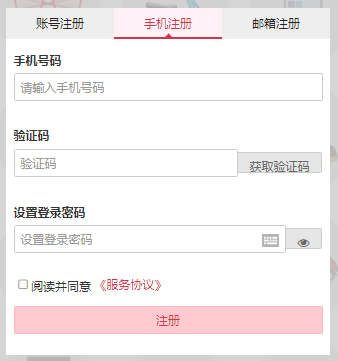 账号注册 手机注册 邮箱注册
手机号码
请输入手机号码
验证码
验证码 获取验证码
设置登录密码
设置登录密码
阅读并同意《服务协议》
注册